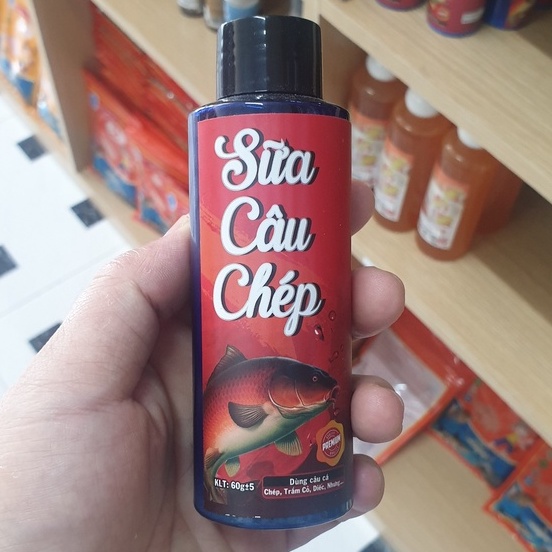 Sữa
Câu
Chép
PREMIUM
KLT: 60g±5
Dùng câu cá
Chép, Trắm Cỏ, Diếc, Nhưng...